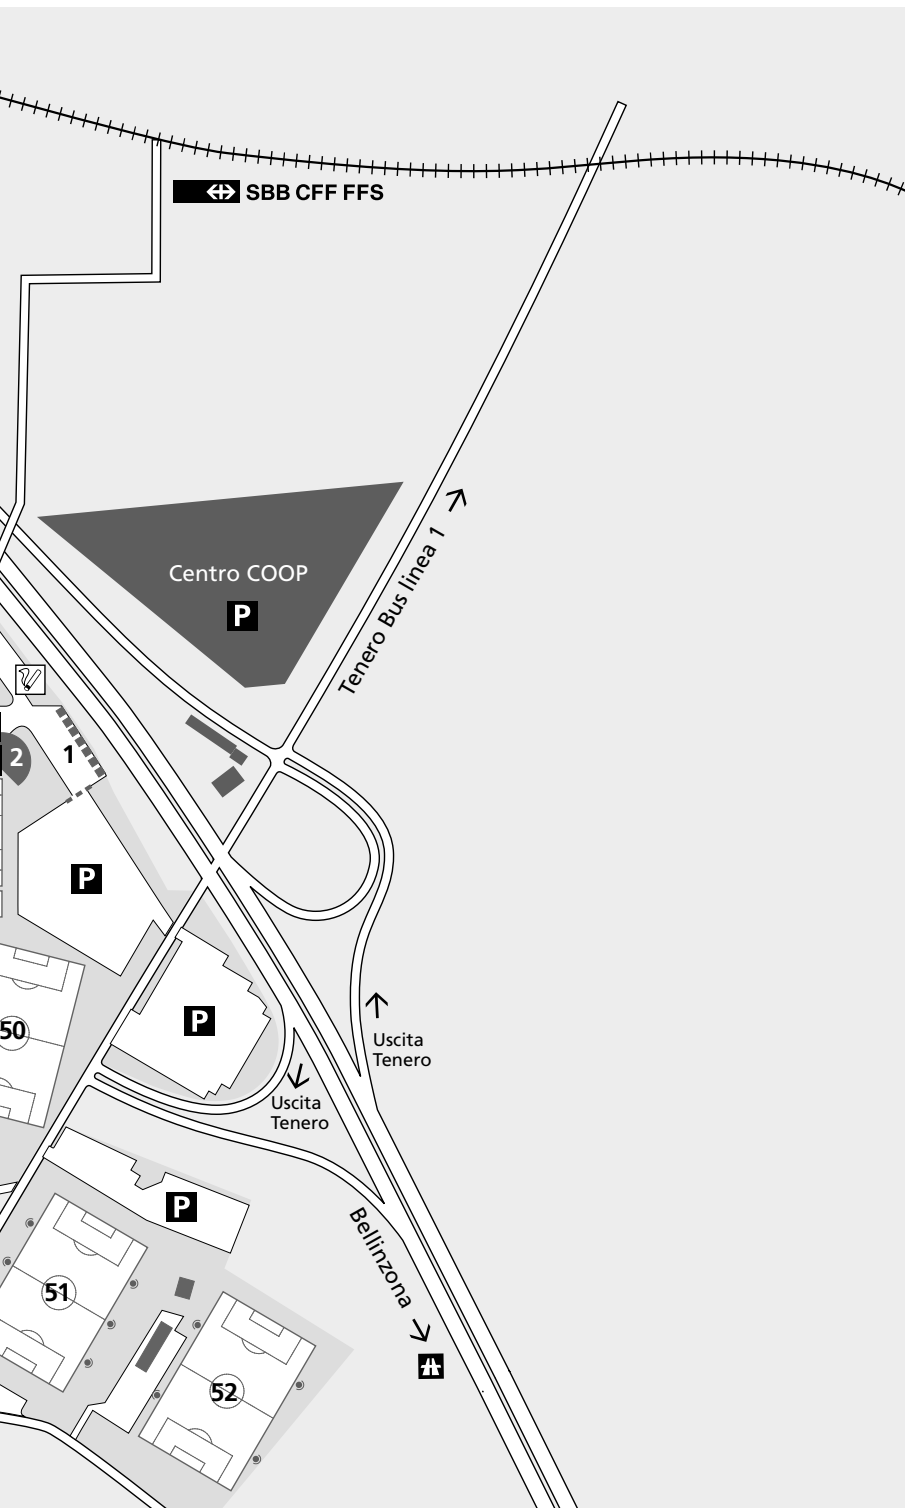 SBB CFF FFS
Centro COOP
P
Tenero Bus linea 1
1
2
P
50
P
Uscita
Tenero
Uscita
Tenero
P
Bellinzona
51
52